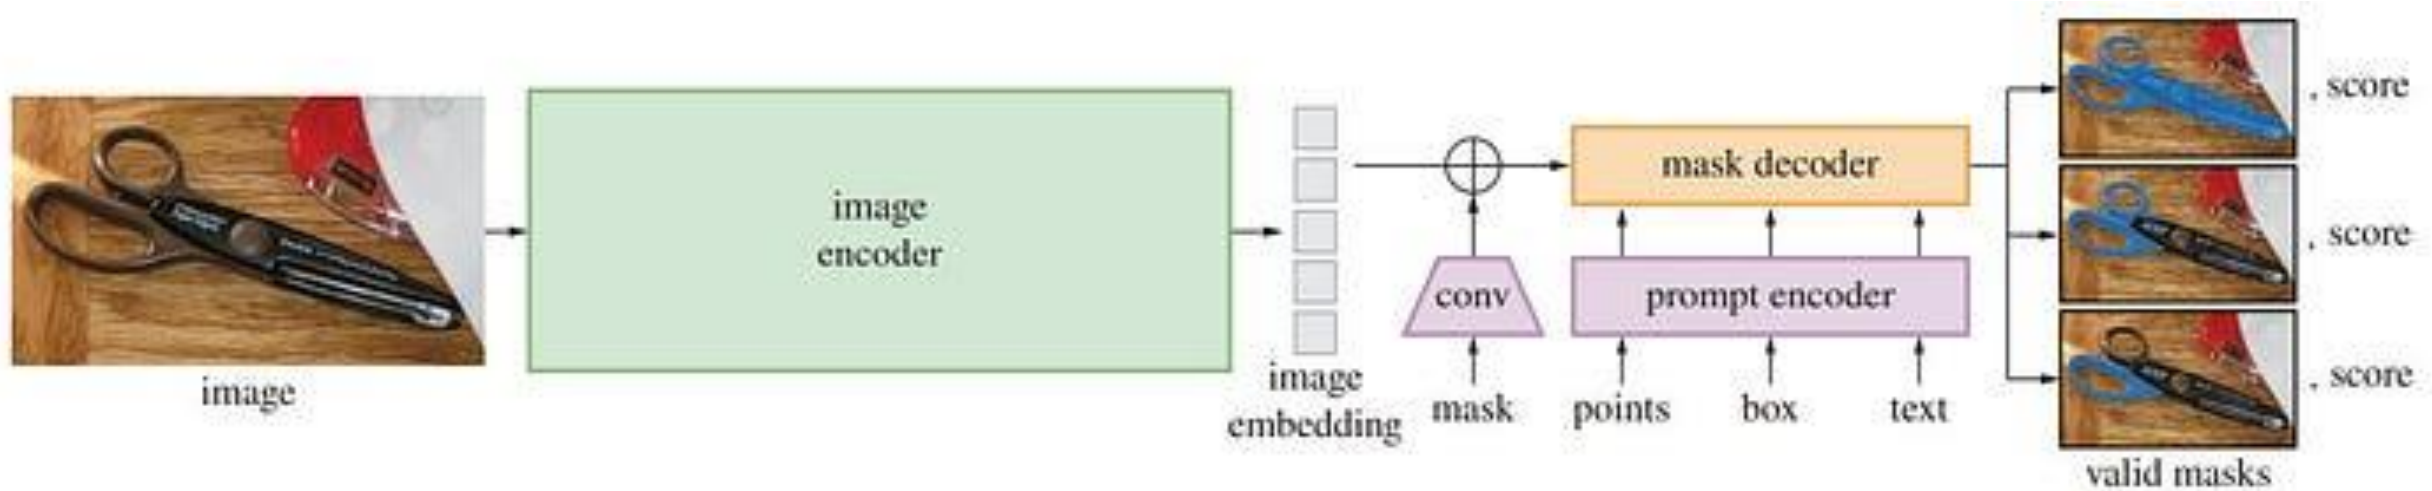 image
image
encoder
image
embedding
conv
mask
mask decoder
prompt encoder
points
box
text
, score
, score
, score
valid masks